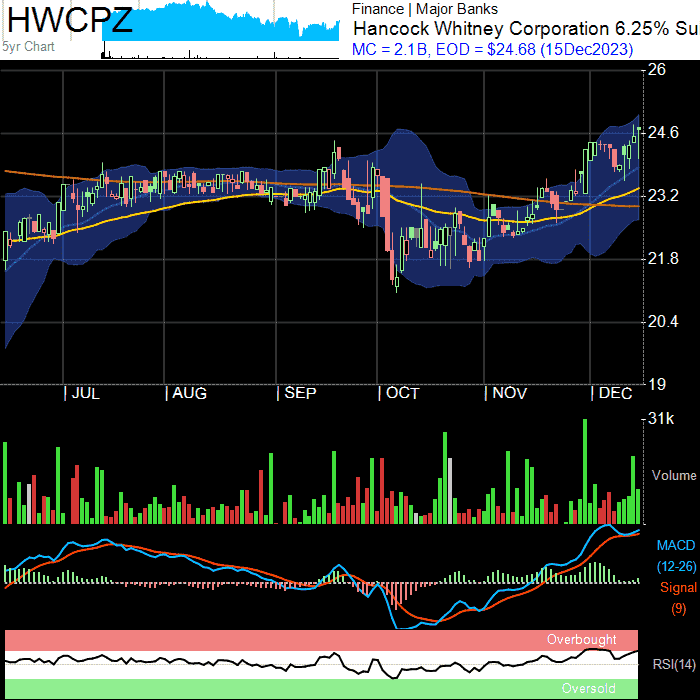 HWCPZ
5yr Chart
Finance | Major Banks
Hancock Whitney Corporation 6.25% Su
MC = 2.1B, EOD = $24.68 (15Dec2023)
26
24.6
23.2
21.8
20.4
19
| JUL | AUG | SEP | OCT | NOV | DEC
31k
Volume
MACD
(12-26)
Signal
(9)
Overbought
RSI(14)
Oversold